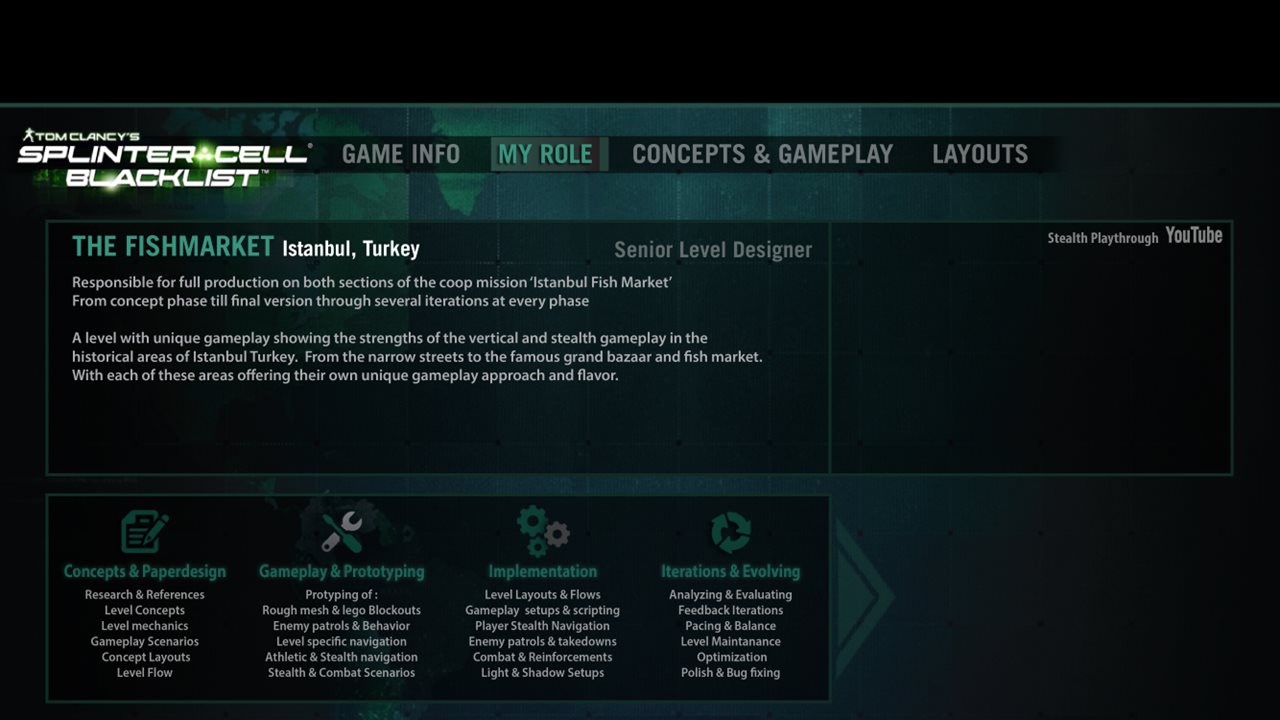 TOM CLANCY'S
SPLINTER CELL®
BLACKLIST™
GAME INFO
MY ROLE
CONCEPTS & GAMEPLAY
LAYOUTS
THE FISHMARKET Istanbul, Turkey
Senior Level Designer
Stealth Playthrough YouTube
Responsible for full production on both sections of the coop mission ‘Istanbul Fish Market’
From concept phase till final version through several iterations at every phase
A level with unique gameplay showing the strengths of the vertical and stealth gameplay in the
historical areas of Istanbul Turkey. From the narrow streets to the famous grand bazaar and fish market.
With each of these areas offering their own unique gameplay approach and flavor.
Concepts & Paperdesign
Research & References
Level Concepts
Level mechanics
Gameplay Scenarios
Concept Layouts
Level Flow
Gameplay & Prototyping
Protyping of :
Rough mesh & lego Blockouts
Enemy patrols & Behavior
Level specific navigation
Athletic & Stealth navigation
Stealth & Combat Scenarios
Implementation
Level Layouts & Flows
Gameplay setups & scripting
Player Stealth Navigation
Enemy patrols & takedowns
Combat & Reinforcements
Light & Shadow Setups
Iterations & Evolving
Analyzing & Evaluating
Feedback Iterations
Pacing & Balance
Level Maintanance
Optimization
Polish & Bug fixing